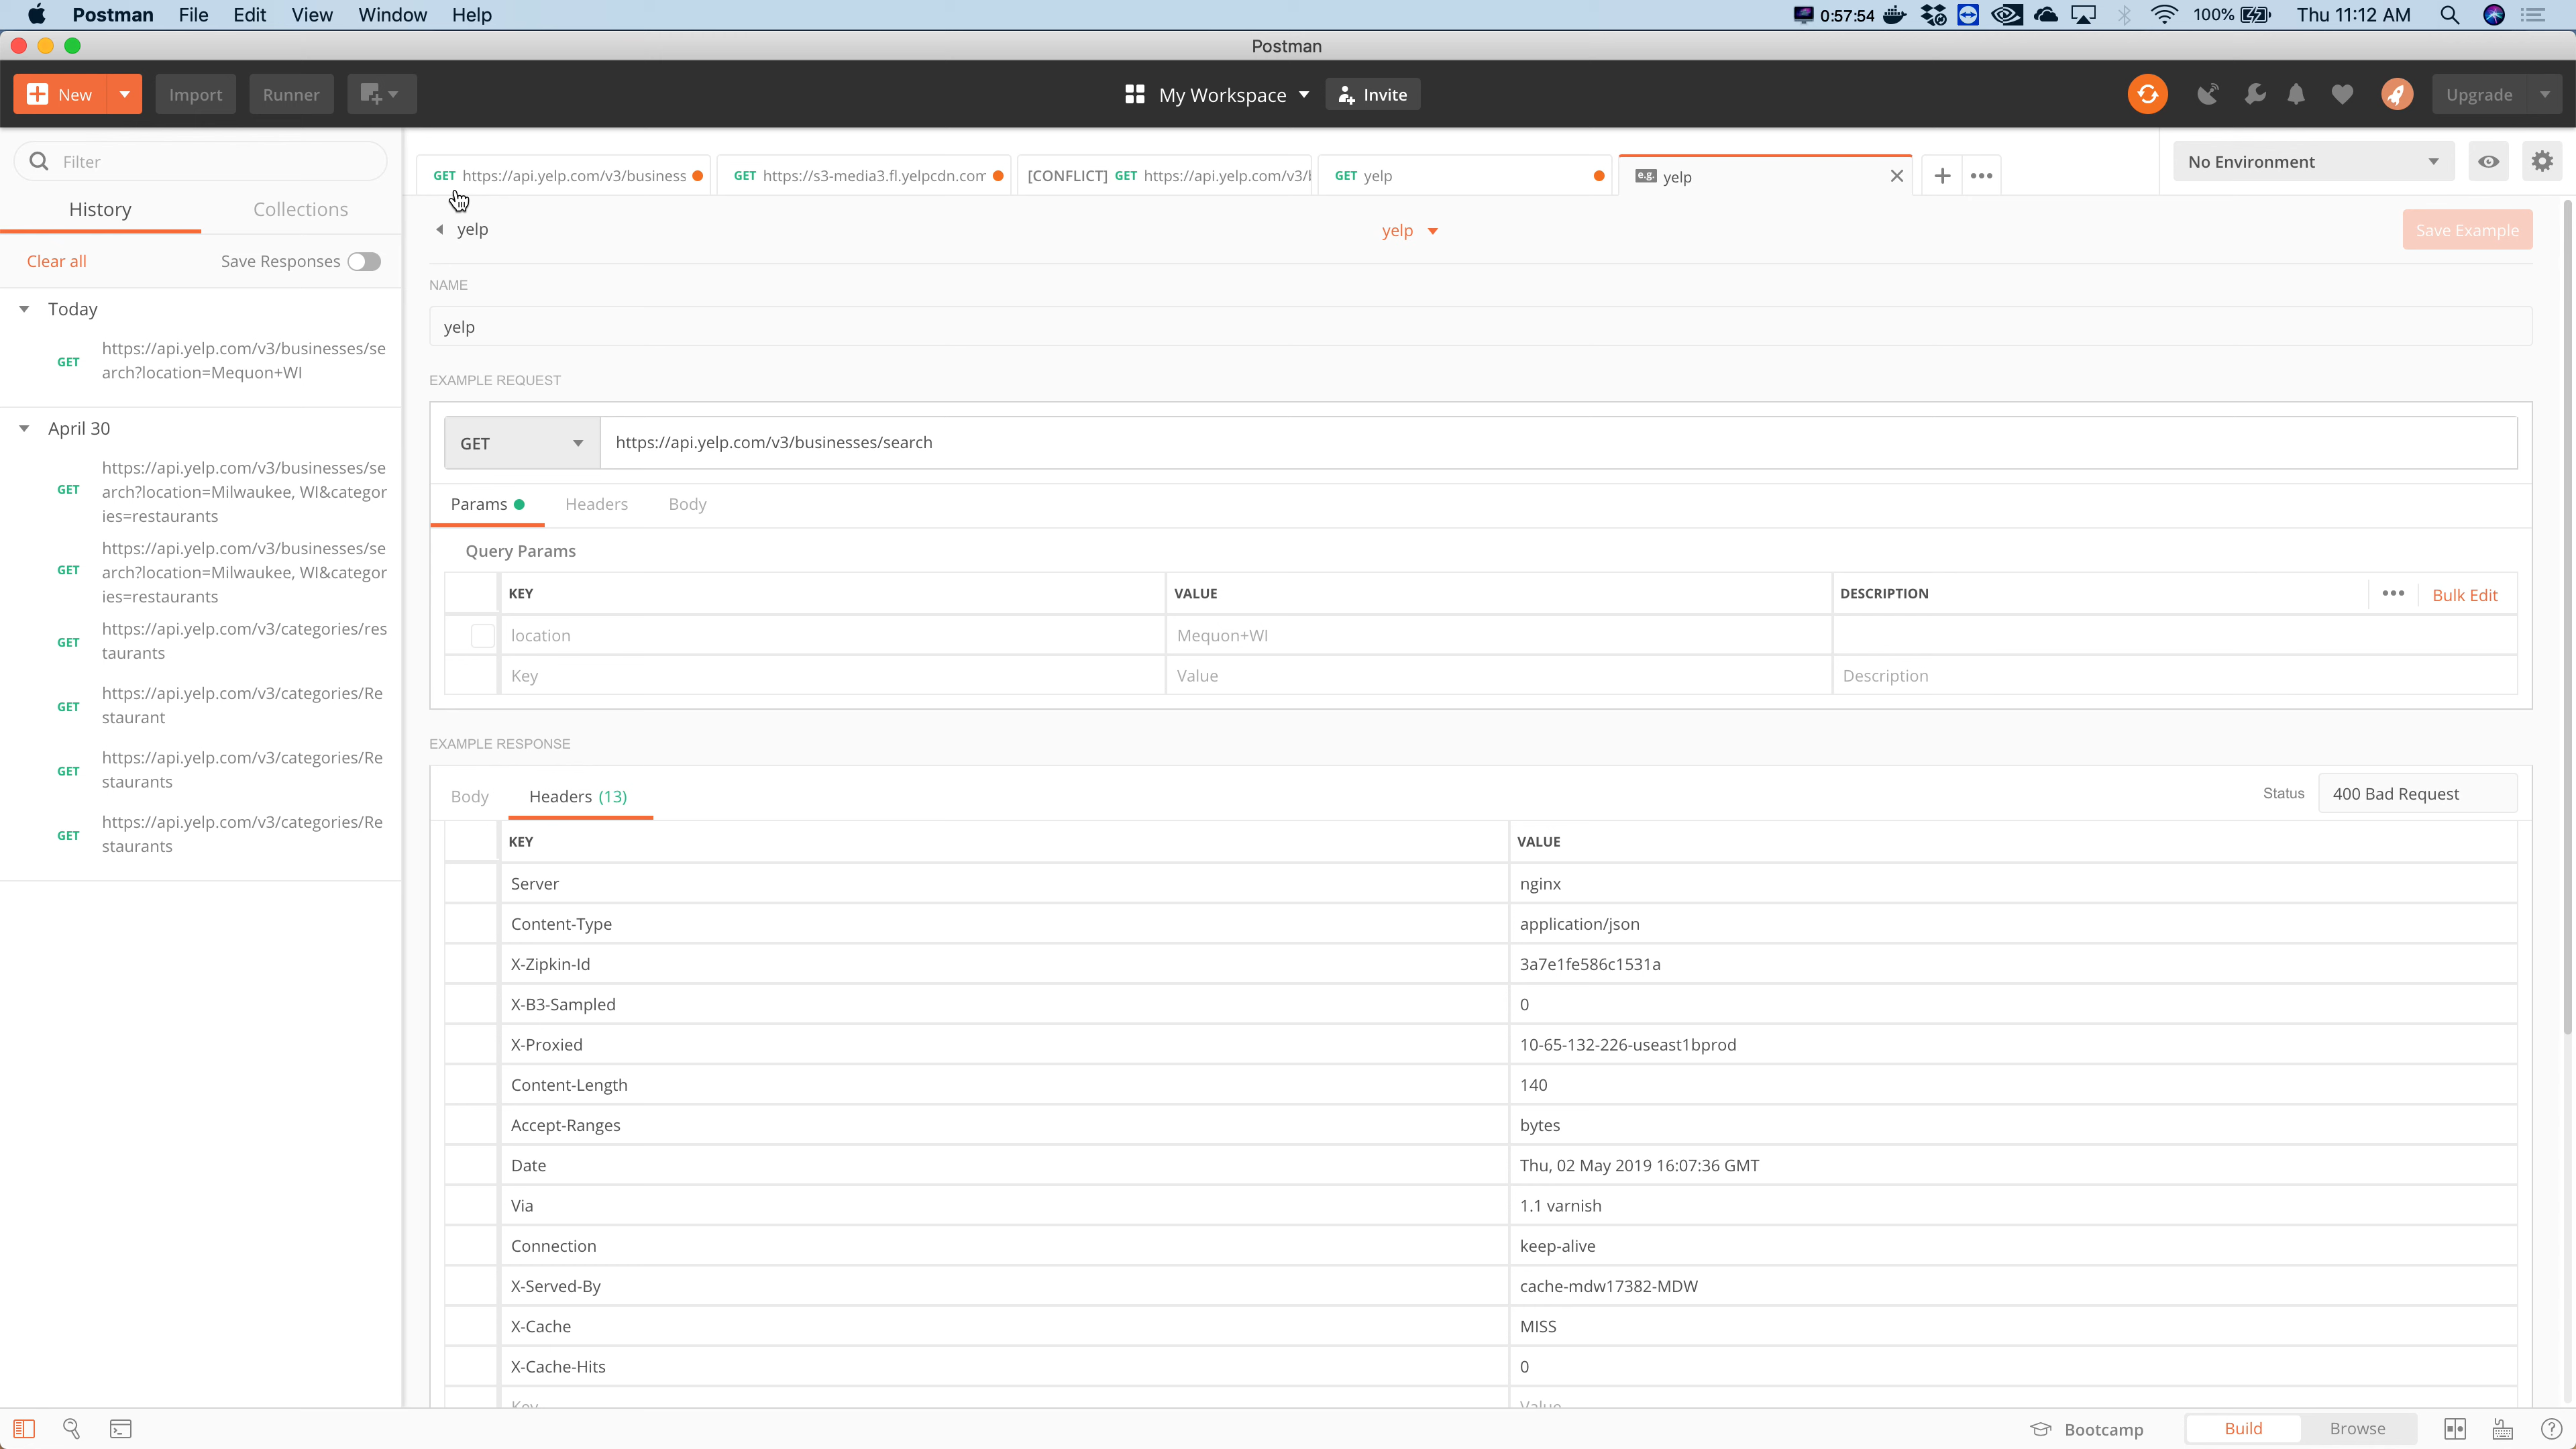 Postman File Edit View Window Help 0:57:54 100% Thu 11:12 AM
Postman
New Import Runner My Workspace Invite Upgrade
Filter
GET https://api.yelp.com/v3/business GET https://s3-media3.fl.yelpcdn.com [CONFLICT] GET https://api.yelp.com/v3/ GET yelp e.g. yelp No Environment
History Collections
yelp yelp Save Example
Clear all Save Responses
NAME
Today
yelp
GET https://api.yelp.com/v3/businesses/se
arch?location=Mequon+WI
EXAMPLE REQUEST
April 30
GET https://api.yelp.com/v3/businesses/search
GET https://api.yelp.com/v3/businesses/se
arch?location=Milwaukee, WI&categor
ies=restaurants
Params Headers Body
GET https://api.yelp.com/v3/businesses/se
arch?location=Milwaukee, WI&categor
ies=restaurants
Query Params
KEY VALUE DESCRIPTION Bulk Edit
GET https://api.yelp.com/v3/categories/res
taurants
location Mequon+WI
Key Value Description
GET https://api.yelp.com/v3/categories/Re
staurant
GET https://api.yelp.com/v3/categories/Re
staurants
GET https://api.yelp.com/v3/categories/Re
staurants
EXAMPLE RESPONSE
Body Headers (13) Status 400 Bad Request
KEY VALUE
Server nginx
Content-Type application/json
X-Zipkin-Id 3a7e1fe586c1531a
X-B3-Sampled 0
X-Proxied 10-65-132-226-useast1bprod
Content-Length 140
Accept-Ranges bytes
Date Thu, 02 May 2019 16:07:36 GMT
Via 1.1 varnish
Connection keep-alive
X-Served-By cache-mdw17382-MDW
X-Cache MISS
X-Cache-Hits 0
Key Value
Bootcamp Build Browse